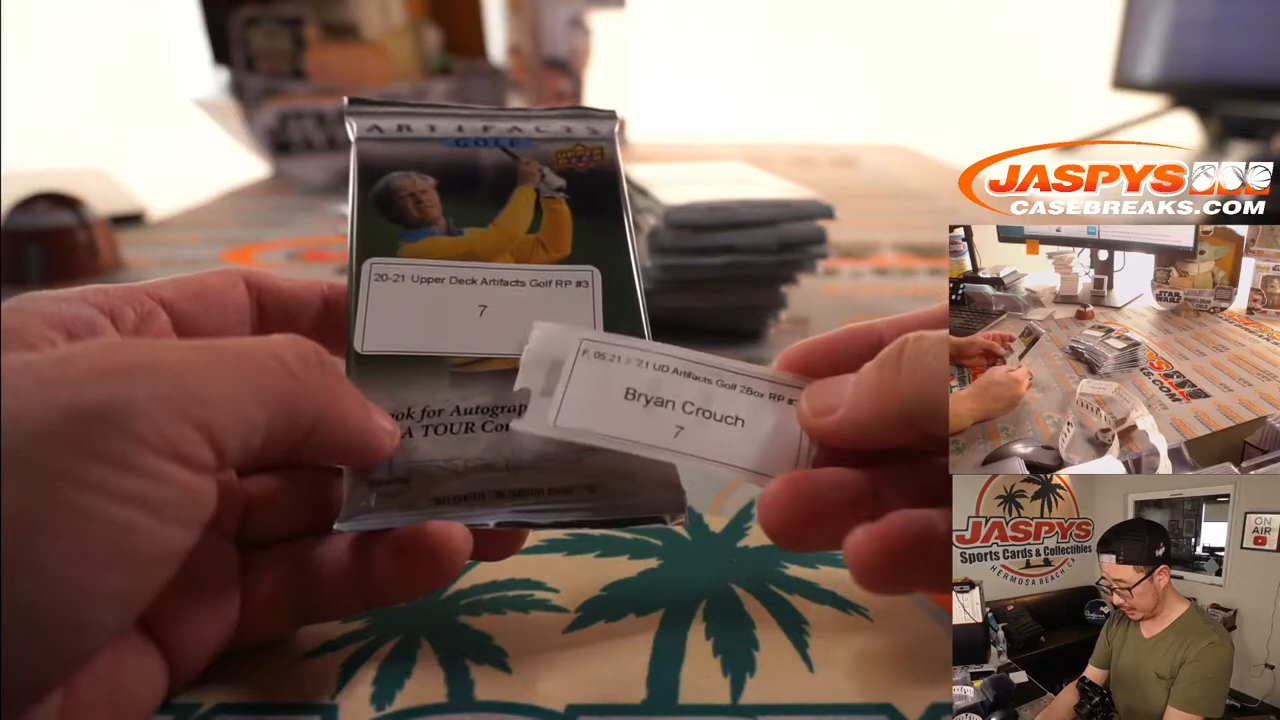 ARTIFACTS
GOLF
UPPER DECK
20-21 Upper Deck Artifacts Golf RP #3
7
F, 05.21 // '21 UD Artifacts Golf 2Box RP #
Bryan Crouch
7
ook for Autograp
A TOUR Co
JASPYS
CASEBREAKS.COM
STAR
WARS
JASPYS
Sports Cards & Collectibles
HERMOSA BEACH CA
ON
AIR